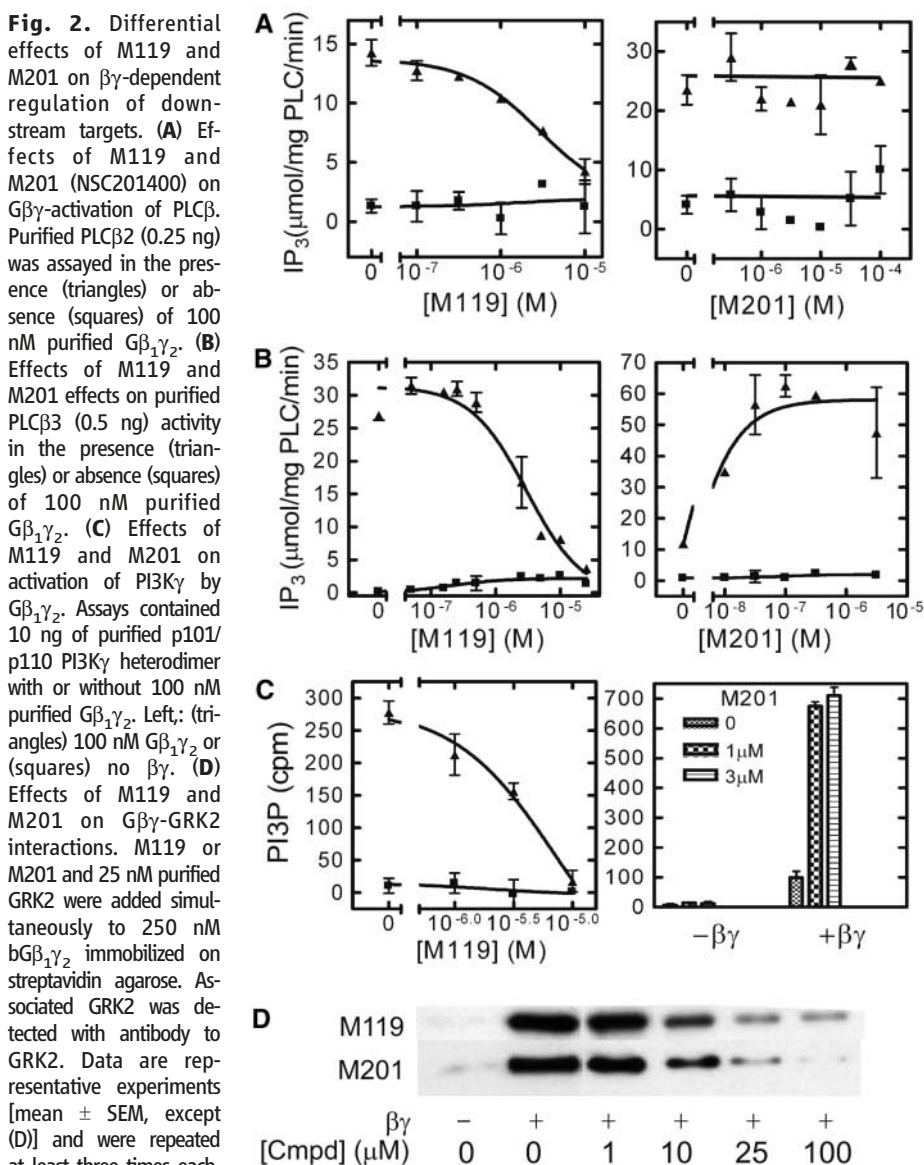 Fig. 2. Differential
effects of M119 and
M201 on βγ-dependent
regulation of down-
stream targets. (A) Ef-
fects of M119 and
M201 (NSC201400) on
Gβγ-activation of PLCβ.
Purified PLCβ2 (0.25 ng)
was assayed in the pres-
ence (triangles) or ab-
sence (squares) of 100
nM purified Gβ₁γ₂. (B)
Effects of M119 and
M201 effects on purified
PLCβ3 (0.5 ng) activity
in the presence (trian-
gles) or absence (squares)
of 100 nM purified
Gβ₁γ₂. (C) Effects of
M119 and M201 on
activation of PI3Kγ by
Gβ₁γ₂. Assays contained
10 ng of purified p101/
p110 PI3Kγ heterodimer
with or without 100 nM
purified Gβ₁γ₂. Left,: (tri-
angles) 100 nM Gβ₁γ₂ or
(squares) no βγ. (D)
Effects of M119 and
M201 on Gβγ-GRK2
interactions. M119 or
M201 and 25 nM purified
GRK2 were added simul-
taneously to 250 nM
bGβ₁γ₂ immobilized on
streptavidin agarose. As-
sociated GRK2 was de-
tected with antibody to
GRK2. Data are rep-
resentative experiments
[mean ± SEM, except
(D)] and were repeated
at least three times each.
A
IP₃(μmol/mg PLC/min)
15
10
5
0
0 10⁻⁷ 10⁻⁶ 10⁻⁵
[M119] (M)
30
20
10
0
0 10⁻⁶ 10⁻⁵ 10⁻⁴
[M201] (M)
B
IP₃ (μmol/mg PLC/min)
35
30
25
20
15
10
5
0
0 10⁻⁷ 10⁻⁶ 10⁻⁵
[M119] (M)
70
60
50
40
30
20
10
0
0 10⁻⁸ 10⁻⁷ 10⁻⁶ 10⁻⁵
[M201] (M)
C
PI3P (cpm)
300
250
200
150
100
50
0
0 10⁻⁶·⁰ 10⁻⁵·⁵ 10⁻⁵·⁰
[M119] (M)
700
600
500
400
300
200
100
0
M201
0
1μM
3μM
−βγ +βγ
D
M119
M201
βγ − + + + + +
[Cmpd] (μM) 0 0 1 10 25 100